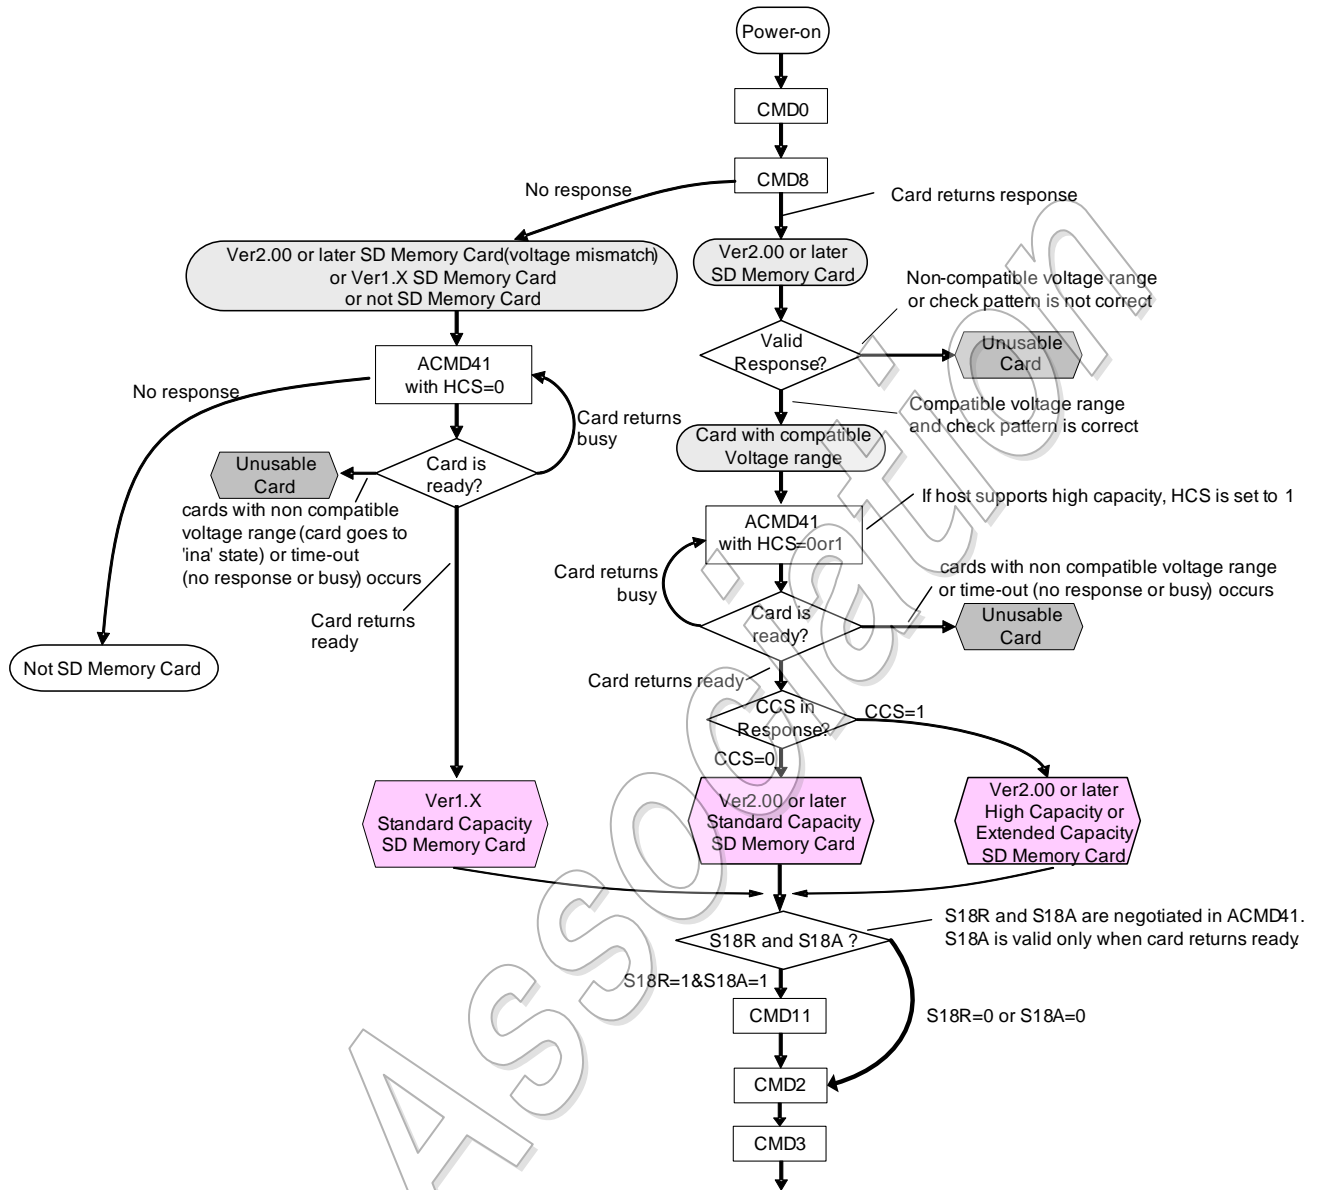 Power-on
CMD0
CMD8
No response
Card returns response
Ver2.00 or later SD Memory Card(voltage mismatch)
or Ver1.X SD Memory Card
or not SD Memory Card
Ver2.00 or later
SD Memory Card
Non-compatible voltage range
or check pattern is not correct
Valid
Response?
Unusable
Card
ACMD41
with HCS=0
No response
Card returns
busy
Compatible voltage range
and check pattern is correct
Card with compatible
Voltage range
Card is
ready?
Unusable
Card
cards with non compatible
voltage range (card goes to
'ina' state) or time-out
(no response or busy) occurs
If host supports high capacity, HCS is set to 1
ACMD41
with HCS=0or1
Card returns
busy
cards with non compatible voltage range
or time-out (no response or busy) occurs
Card is
ready?
Unusable
Card
Card returns
ready
Not SD Memory Card
Card returns ready
CCS in
Response?
CCS=1
CCS=0
Ver1.X
Standard Capacity
SD Memory Card
Ver2.00 or later
Standard Capacity
SD Memory Card
Ver2.00 or later
High Capacity or
Extended Capacity
SD Memory Card
S18R and S18A ?
S18R and S18A are negotiated in ACMD41.
S18A is valid only when card returns ready.
S18R=1&S18A=1
CMD11
S18R=0 or S18A=0
CMD2
CMD3
Association